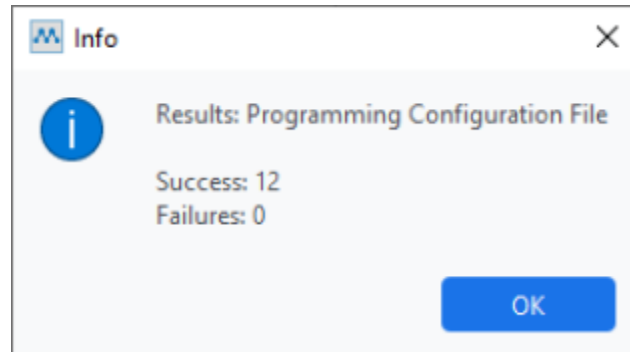 Info
Results: Programming Configuration File
Success: 12
Failures: 0
OK